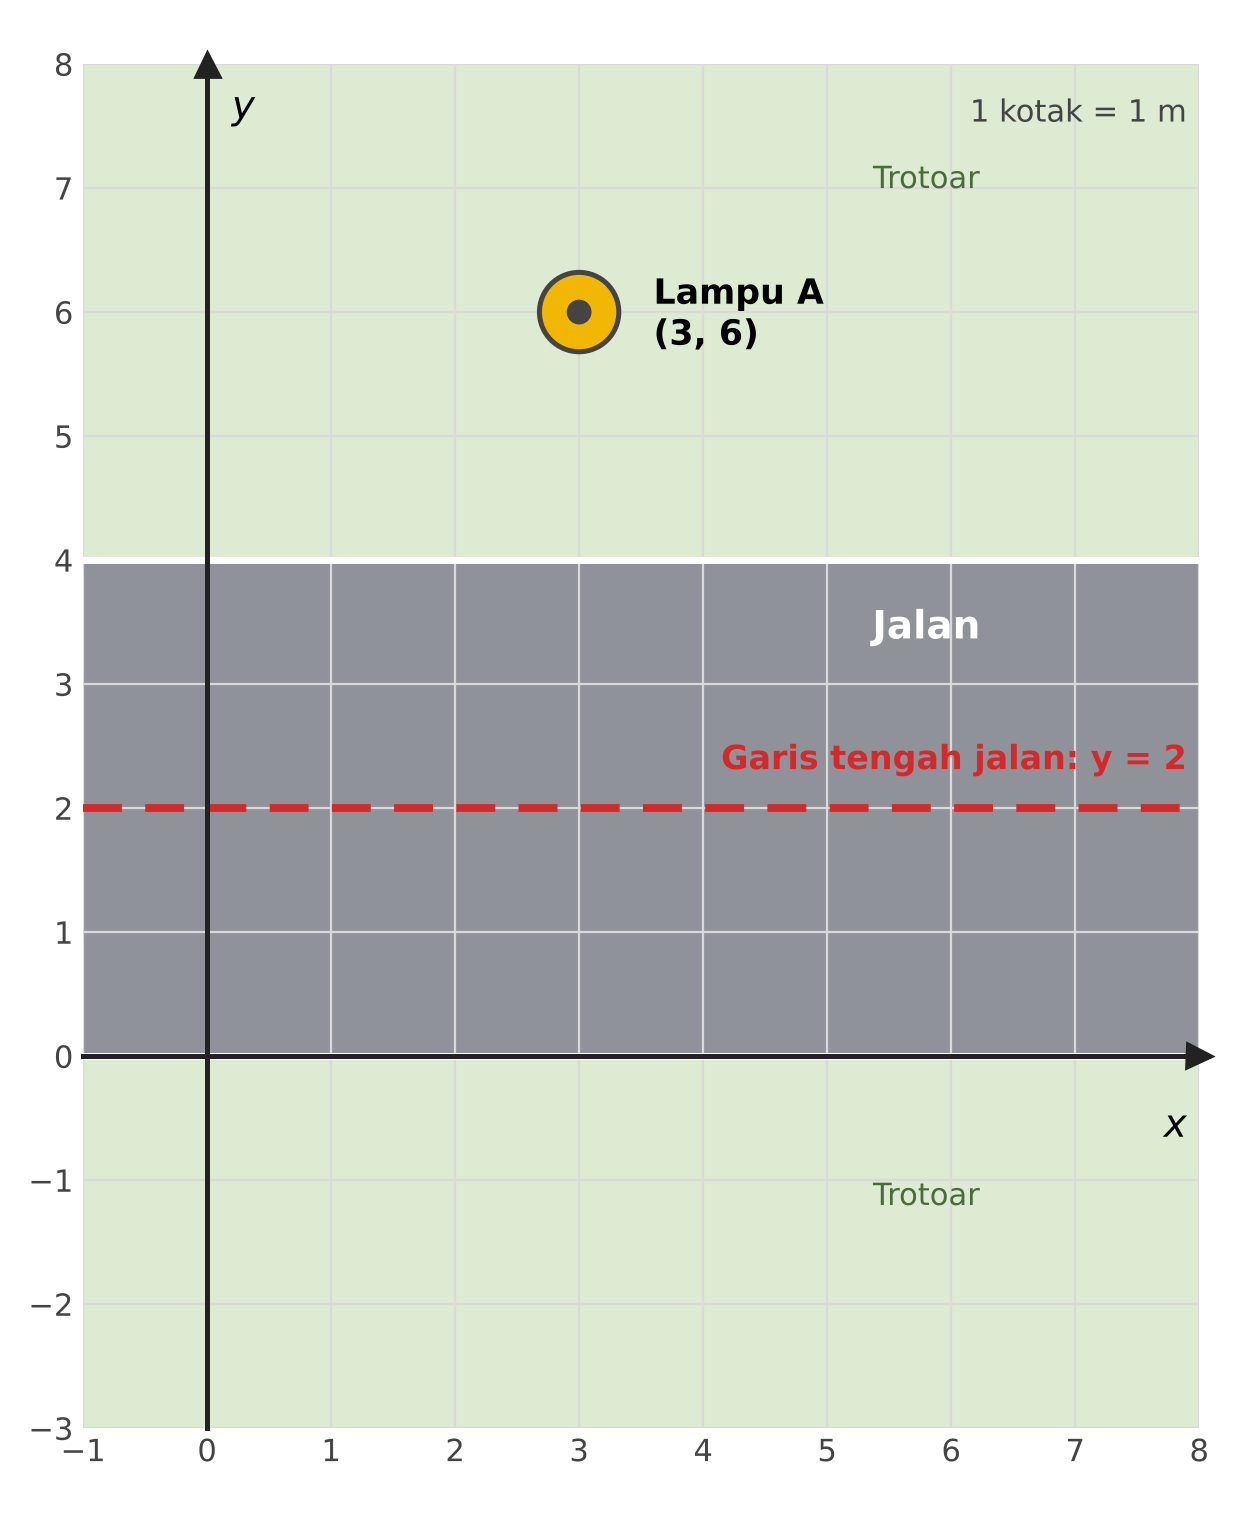 8
y
1 kotak = 1 m
Trotoar
7
Lampu A
6
(3, 6)
5
4
Jalan
3
Garis tengah jalan: y = 2
2
1
0
x
−1
Trotoar
−2
−3
−1 0 1 2 3 4 5 6 7 8